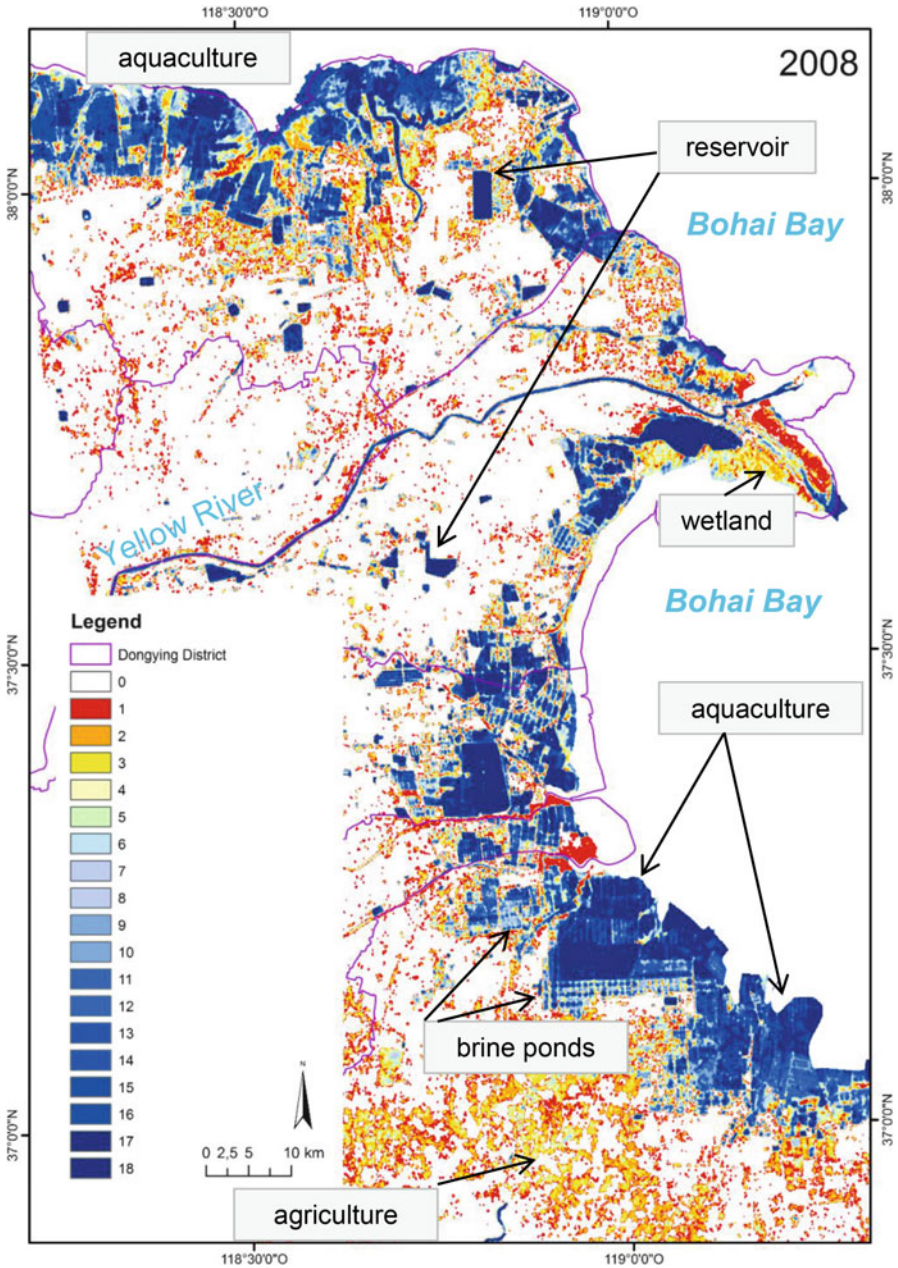 118°30'0"O
119°0'0"O
aquaculture
2008
reservoir
38°0'0"N
38°0'0"N
Bohai Bay
wetland
Yellow River
Bohai Bay
Legend
Dongying District
0
1
2
3
4
5
6
7
8
9
10
11
12
13
14
15
16
17
18
37°30'0"N
37°30'0"N
aquaculture
brine ponds
N
0 2,5 5 10 km
37°0'0"N
37°0'0"N
agriculture
118°30'0"O
119°0'0"O